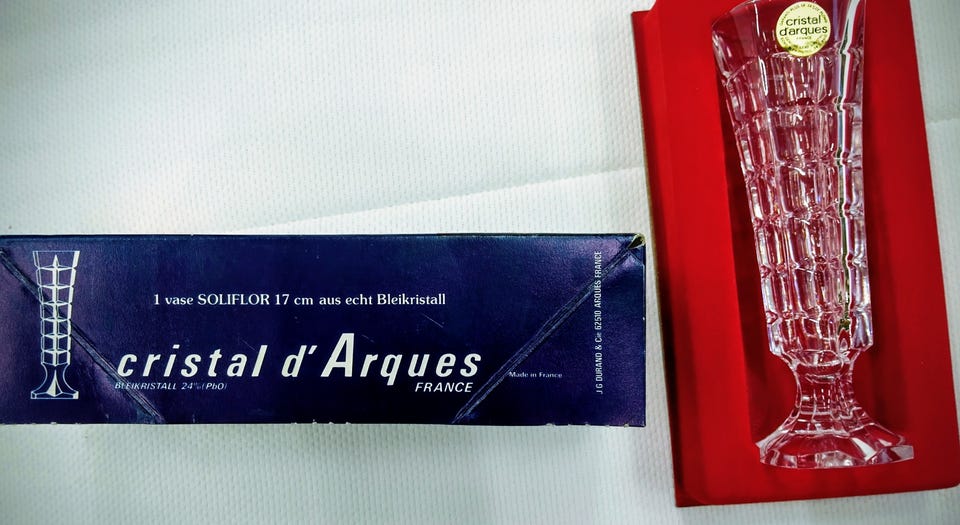 1 vase SOLIFLOR 17 cm aus echt Bleikristall
cristal d'Arques
BLEIKRISTALL 24% (PbO)
FRANCE
Made in France
J G DURAND & Cie 62510 ARQUES FRANCE
cristal
d'arques
FRANCE